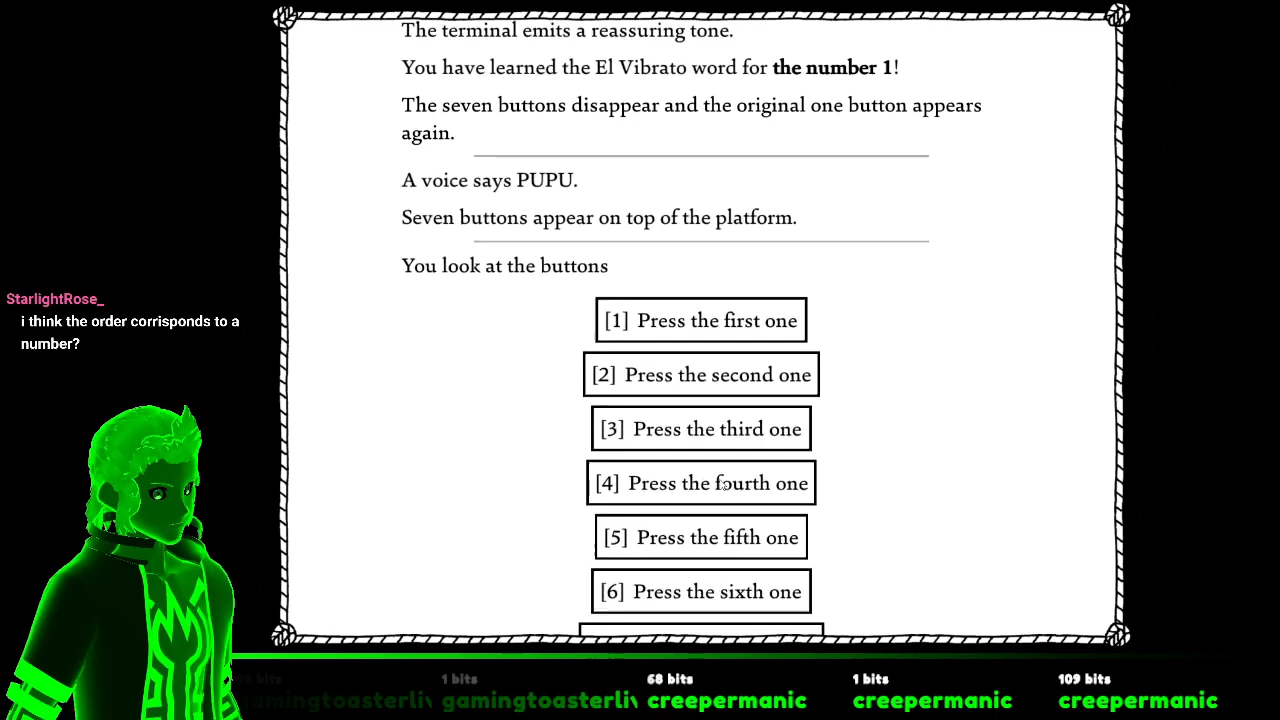 The terminal emits a reassuring tone.
You have learned the El Vibrato word for the number 1!
The seven buttons disappear and the original one button appears
again.
A voice says PUPU.
Seven buttons appear on top of the platform.
You look at the buttons
[1] Press the first one
[2] Press the second one
[3] Press the third one
[4] Press the fourth one
[5] Press the fifth one
[6] Press the sixth one
StarlightRose_
i think the order corrisponds to a
number?
1 bits
68 bits
1 bits
109 bits
gamingtoasterliv
creepermanic
creepermanic
creepermanic